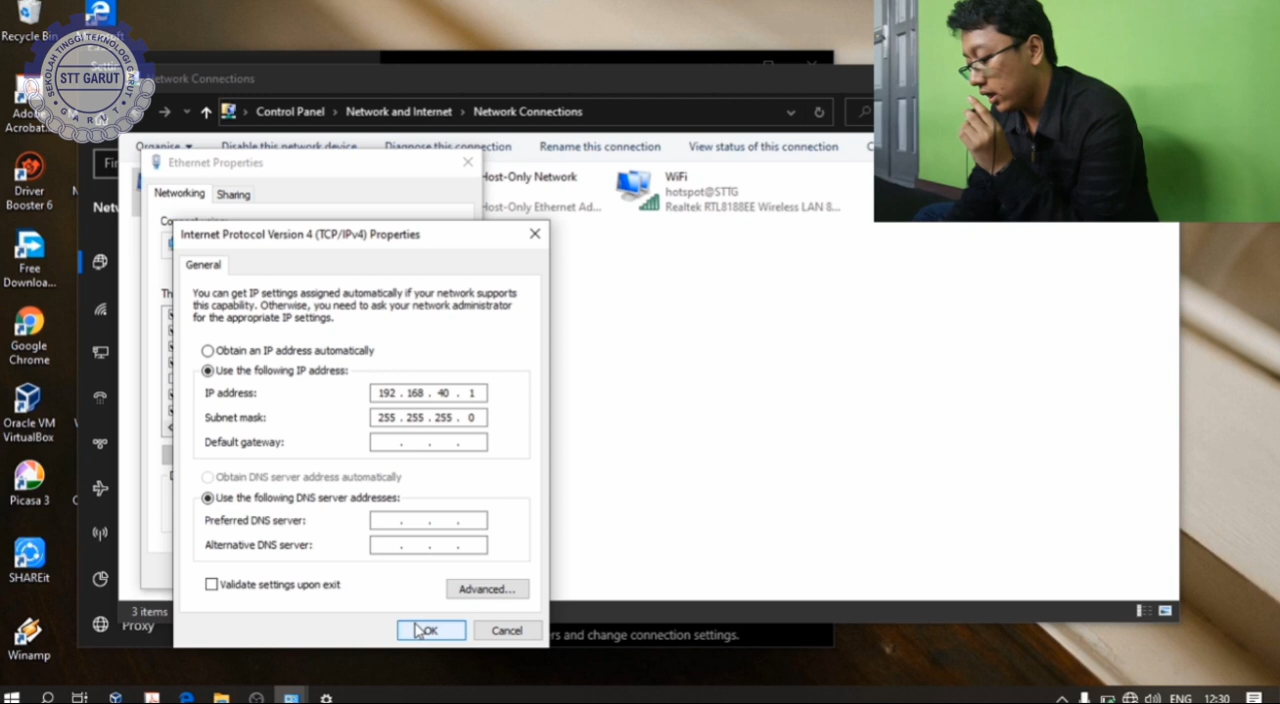 Recycle Bin
SEKOLAH TINGGI TEKNOLOGI GARUT
STT GARUT
Network Connections
Control Panel > Network and Internet > Network Connections
Organise
Disable this network device
Diagnose this connection
Rename this connection
View status of this network
Ethernet Properties
Networking
Sharing
Host-Only Network
Host-Only Ethernet Ad...
WiFi
hotspot@STTG
Realtek RTL8188EE Wireless LAN 8...
Internet Protocol Version 4 (TCP/IPv4) Properties
General
You can get IP settings assigned automatically if your network supports
this capability. Otherwise, you need to ask your network administrator
for the appropriate IP settings.
Obtain an IP address automatically
Use the following IP address:
IP address:
192 . 168 . 40 . 1
Subnet mask:
255 . 255 . 255 . 0
Default gateway:
Obtain DNS server address automatically
Use the following DNS server addresses:
Preferred DNS server:
Alternative DNS server:
Validate settings upon exit
Advanced...
OK
Cancel
3 items
Proxy
rs and change connection settings.
Acrobat...
Driver
Booster 6
Free
Downloa...
Google
Chrome
Oracle VM
VirtualBox
Picasa 3
SHAREit
Winamp
ENG
12:30